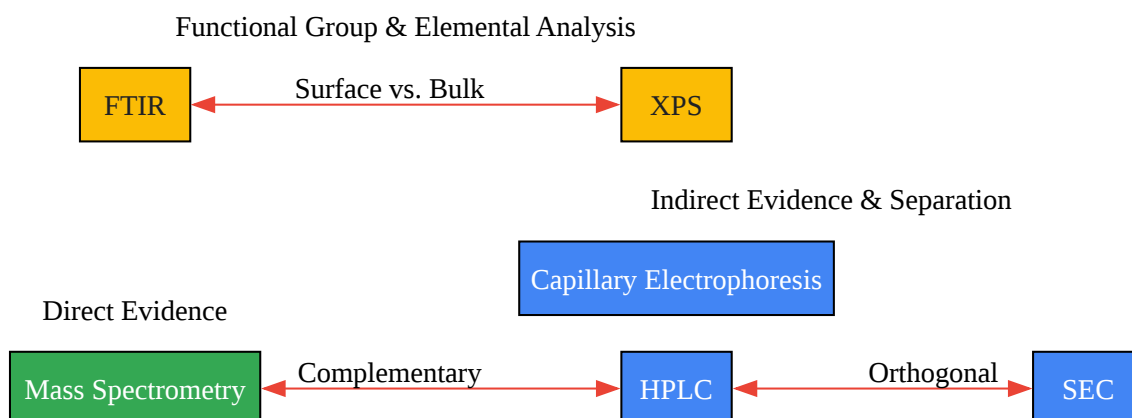 Functional Group & Elemental Analysis
FTIR
Surface vs. Bulk
XPS
Indirect Evidence & Separation
Capillary Electrophoresis
Direct Evidence
Mass Spectrometry
Complementary
HPLC
Orthogonal
SEC